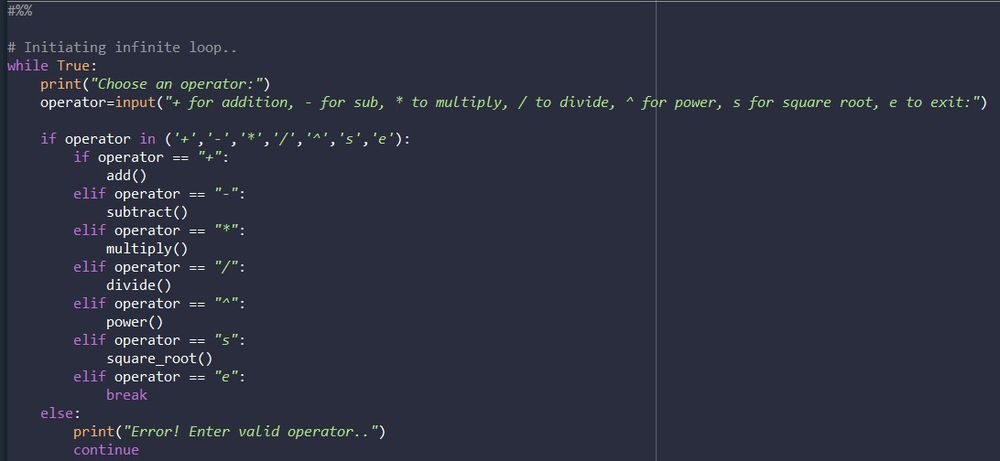 #%%
# Initiating infinite loop..
while True:
    print("Choose an operator:")
    operator=input("+ for addition, - for sub, * to multiply, / to divide, ^ for power, s for square root, e to exit:")
    if operator in ('+','-','*','/','^','s','e'):
        if operator == "+":
            add()
        elif operator == "-":
            subtract()
        elif operator == "*":
            multiply()
        elif operator == "/":
            divide()
        elif operator == "^":
            power()
        elif operator == "s":
            square_root()
        elif operator == "e":
            break
    else:
        print("Error! Enter valid operator..")
        continue